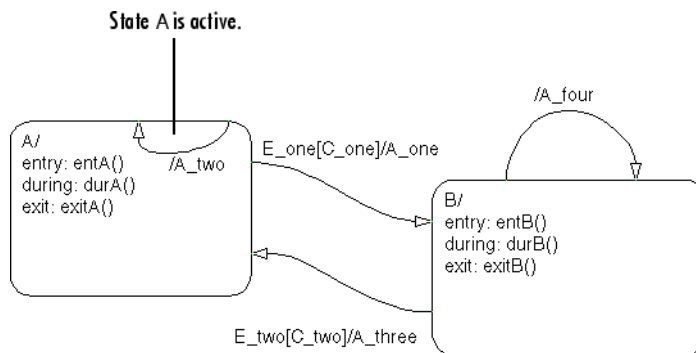 State A is active.
/A_four
A/
entry: entA()
during: durA()
exit: exitA()
/A_two
E_one[C_one]/A_one
B/
entry: entB()
during: durB()
exit: exitB()
E_two[C_two]/A_three